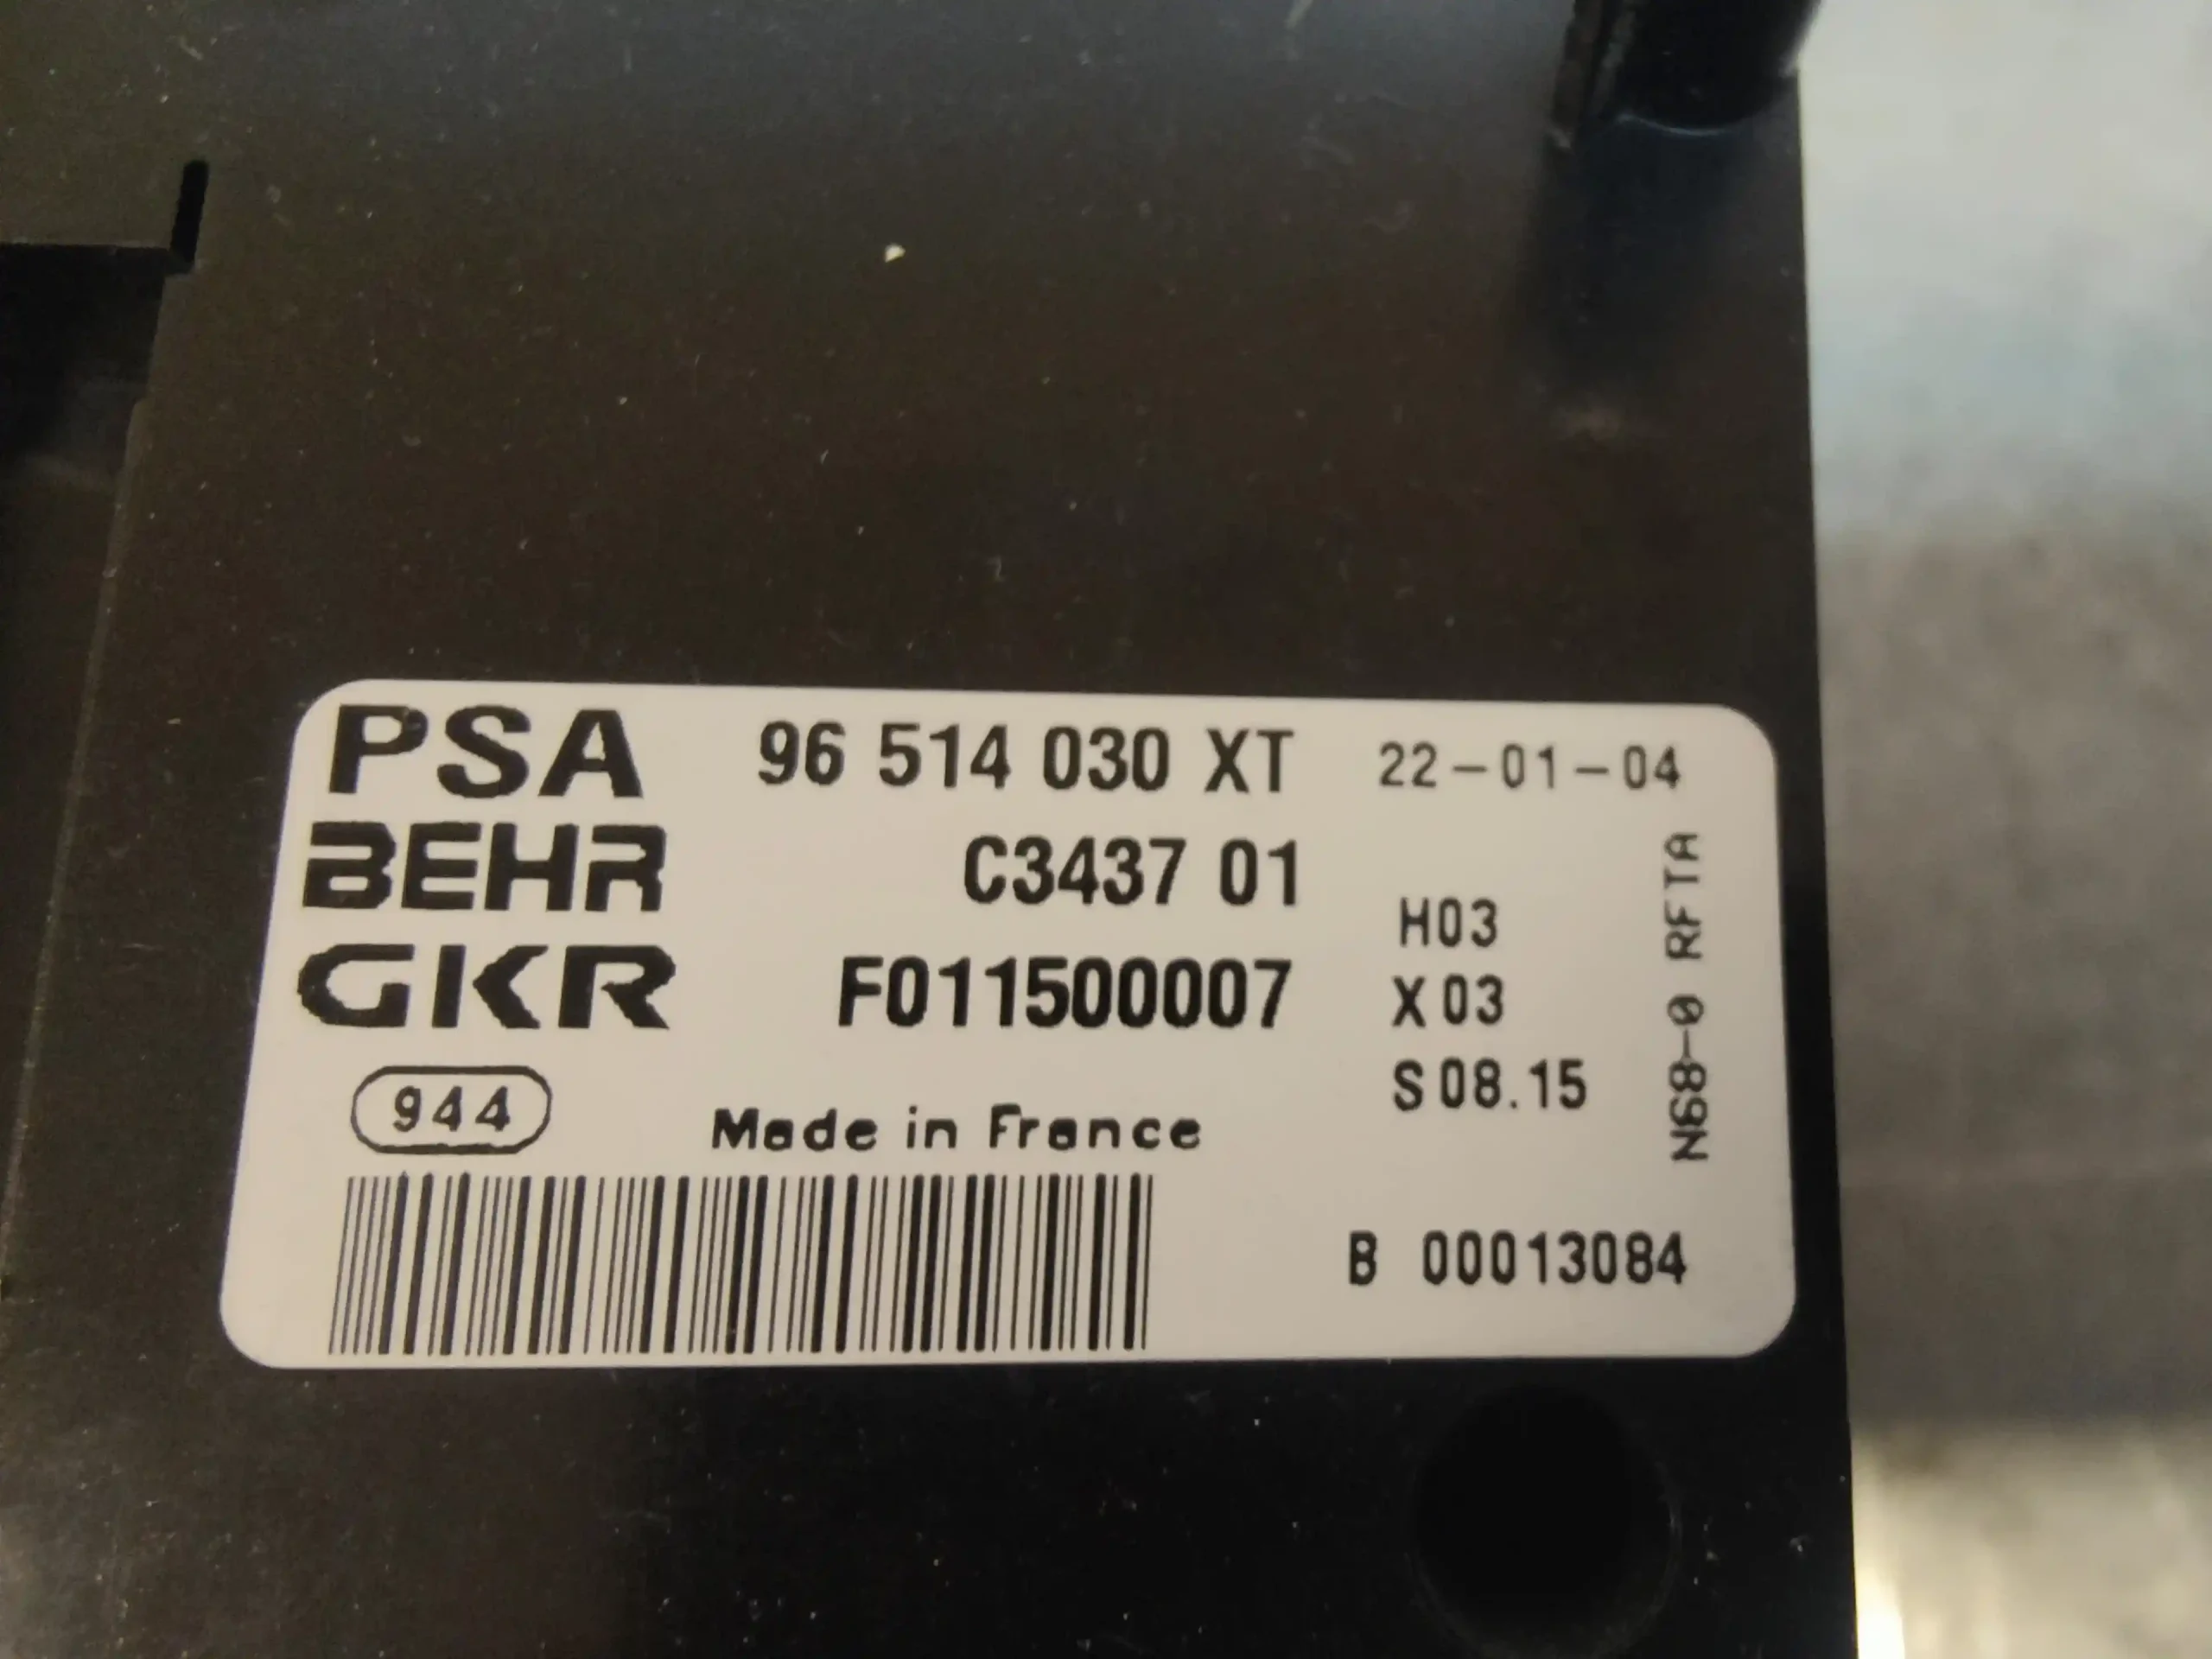 PSA 96 514 030 XT 22-01-04
BEHR C3437 01
GKR F011500007
H03
X03
S08.15
N68-0 RFTA
944
Made in France
B 00013084